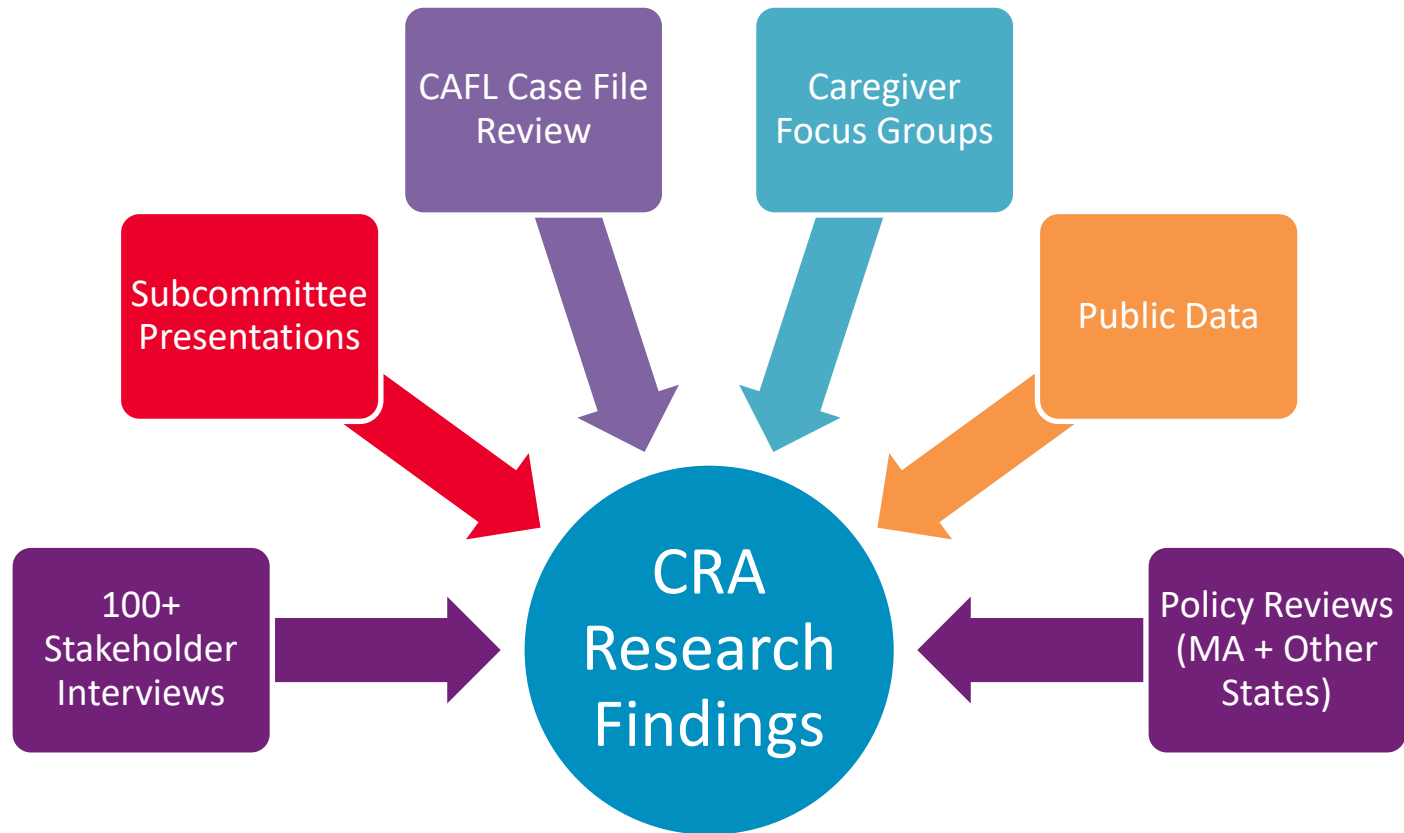 CAFL Case File
Review
Caregiver
Focus Groups
Subcommittee
Presentations
Public Data
100+
Stakeholder
Interviews
CRA
Research
Findings
Policy Reviews
(MA + Other
States)